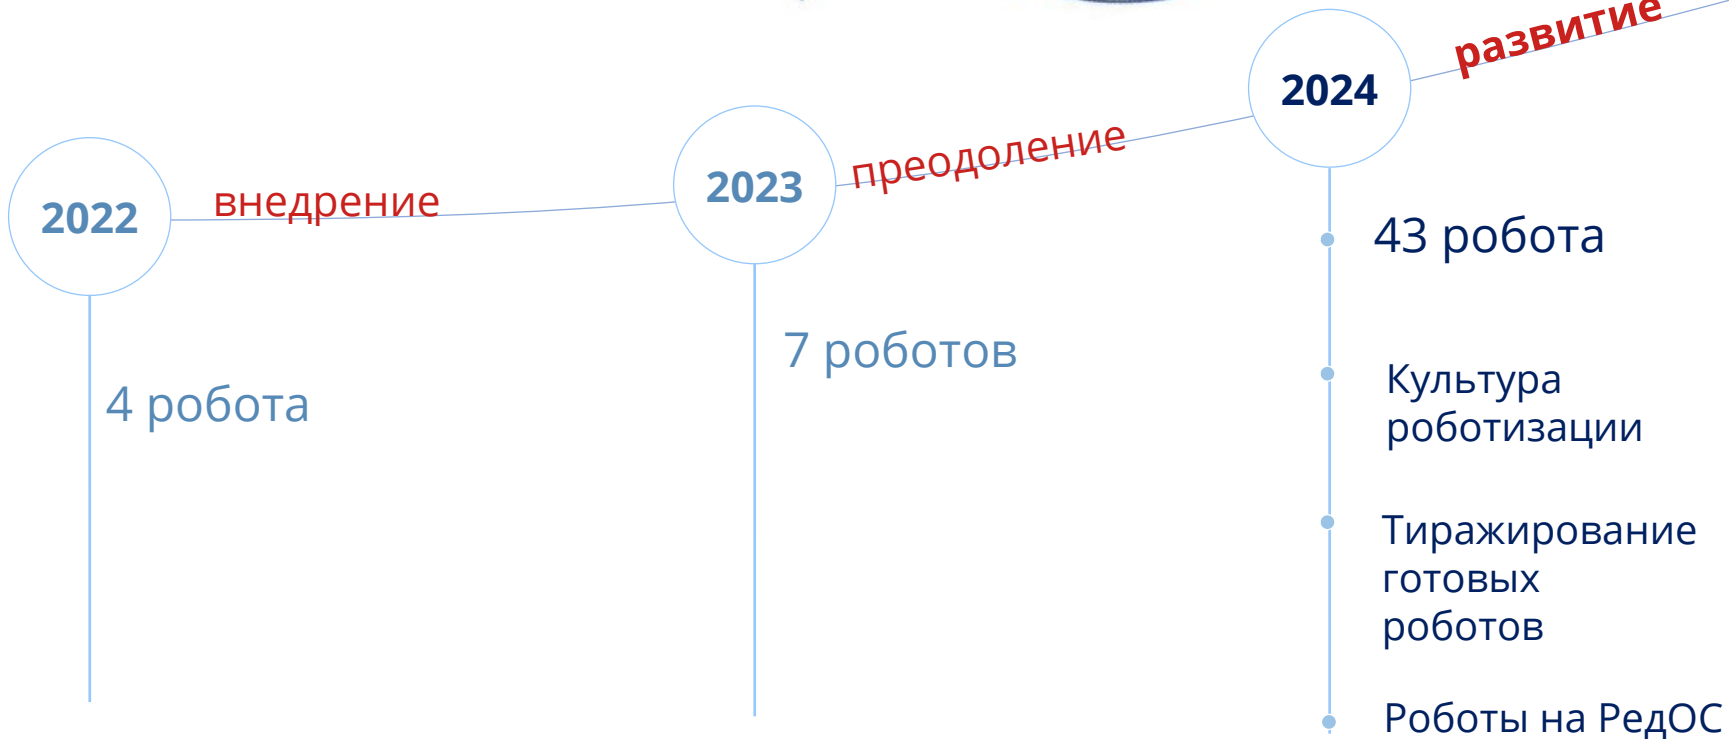 2022
внедрение
4 робота
2023
преодоление
7 роботов
2024
развитие
43 робота
Культура
роботизации
Тиражирование
готовых
роботов
Роботы на РедОС